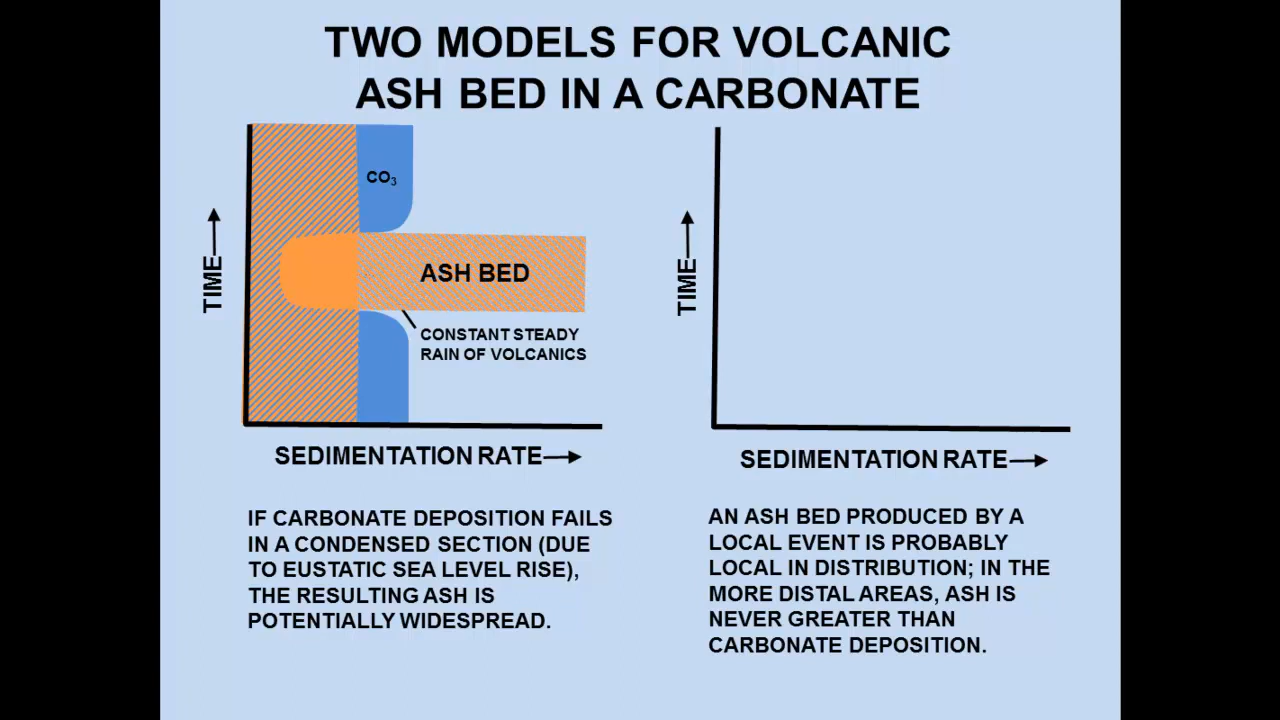 TWO MODELS FOR VOLCANIC
ASH BED IN A CARBONATE
CO₃
ASH BED
CONSTANT STEADY
RAIN OF VOLCANICS
TIME→
SEDIMENTATION RATE→
IF CARBONATE DEPOSITION FAILS
IN A CONDENSED SECTION (DUE
TO EUSTATIC SEA LEVEL RISE),
THE RESULTING ASH IS
POTENTIALLY WIDESPREAD.
TIME→
SEDIMENTATION RATE→
AN ASH BED PRODUCED BY A
LOCAL EVENT IS PROBABLY
LOCAL IN DISTRIBUTION; IN THE
MORE DISTAL AREAS, ASH IS
NEVER GREATER THAN
CARBONATE DEPOSITION.